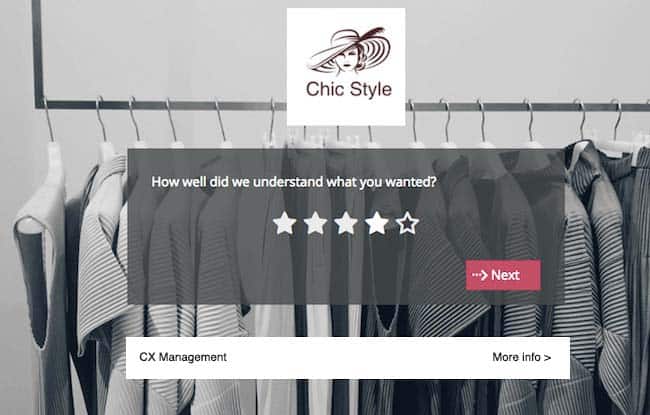 Chic Style
How well did we understand what you wanted?
Next
CX Management
More info >